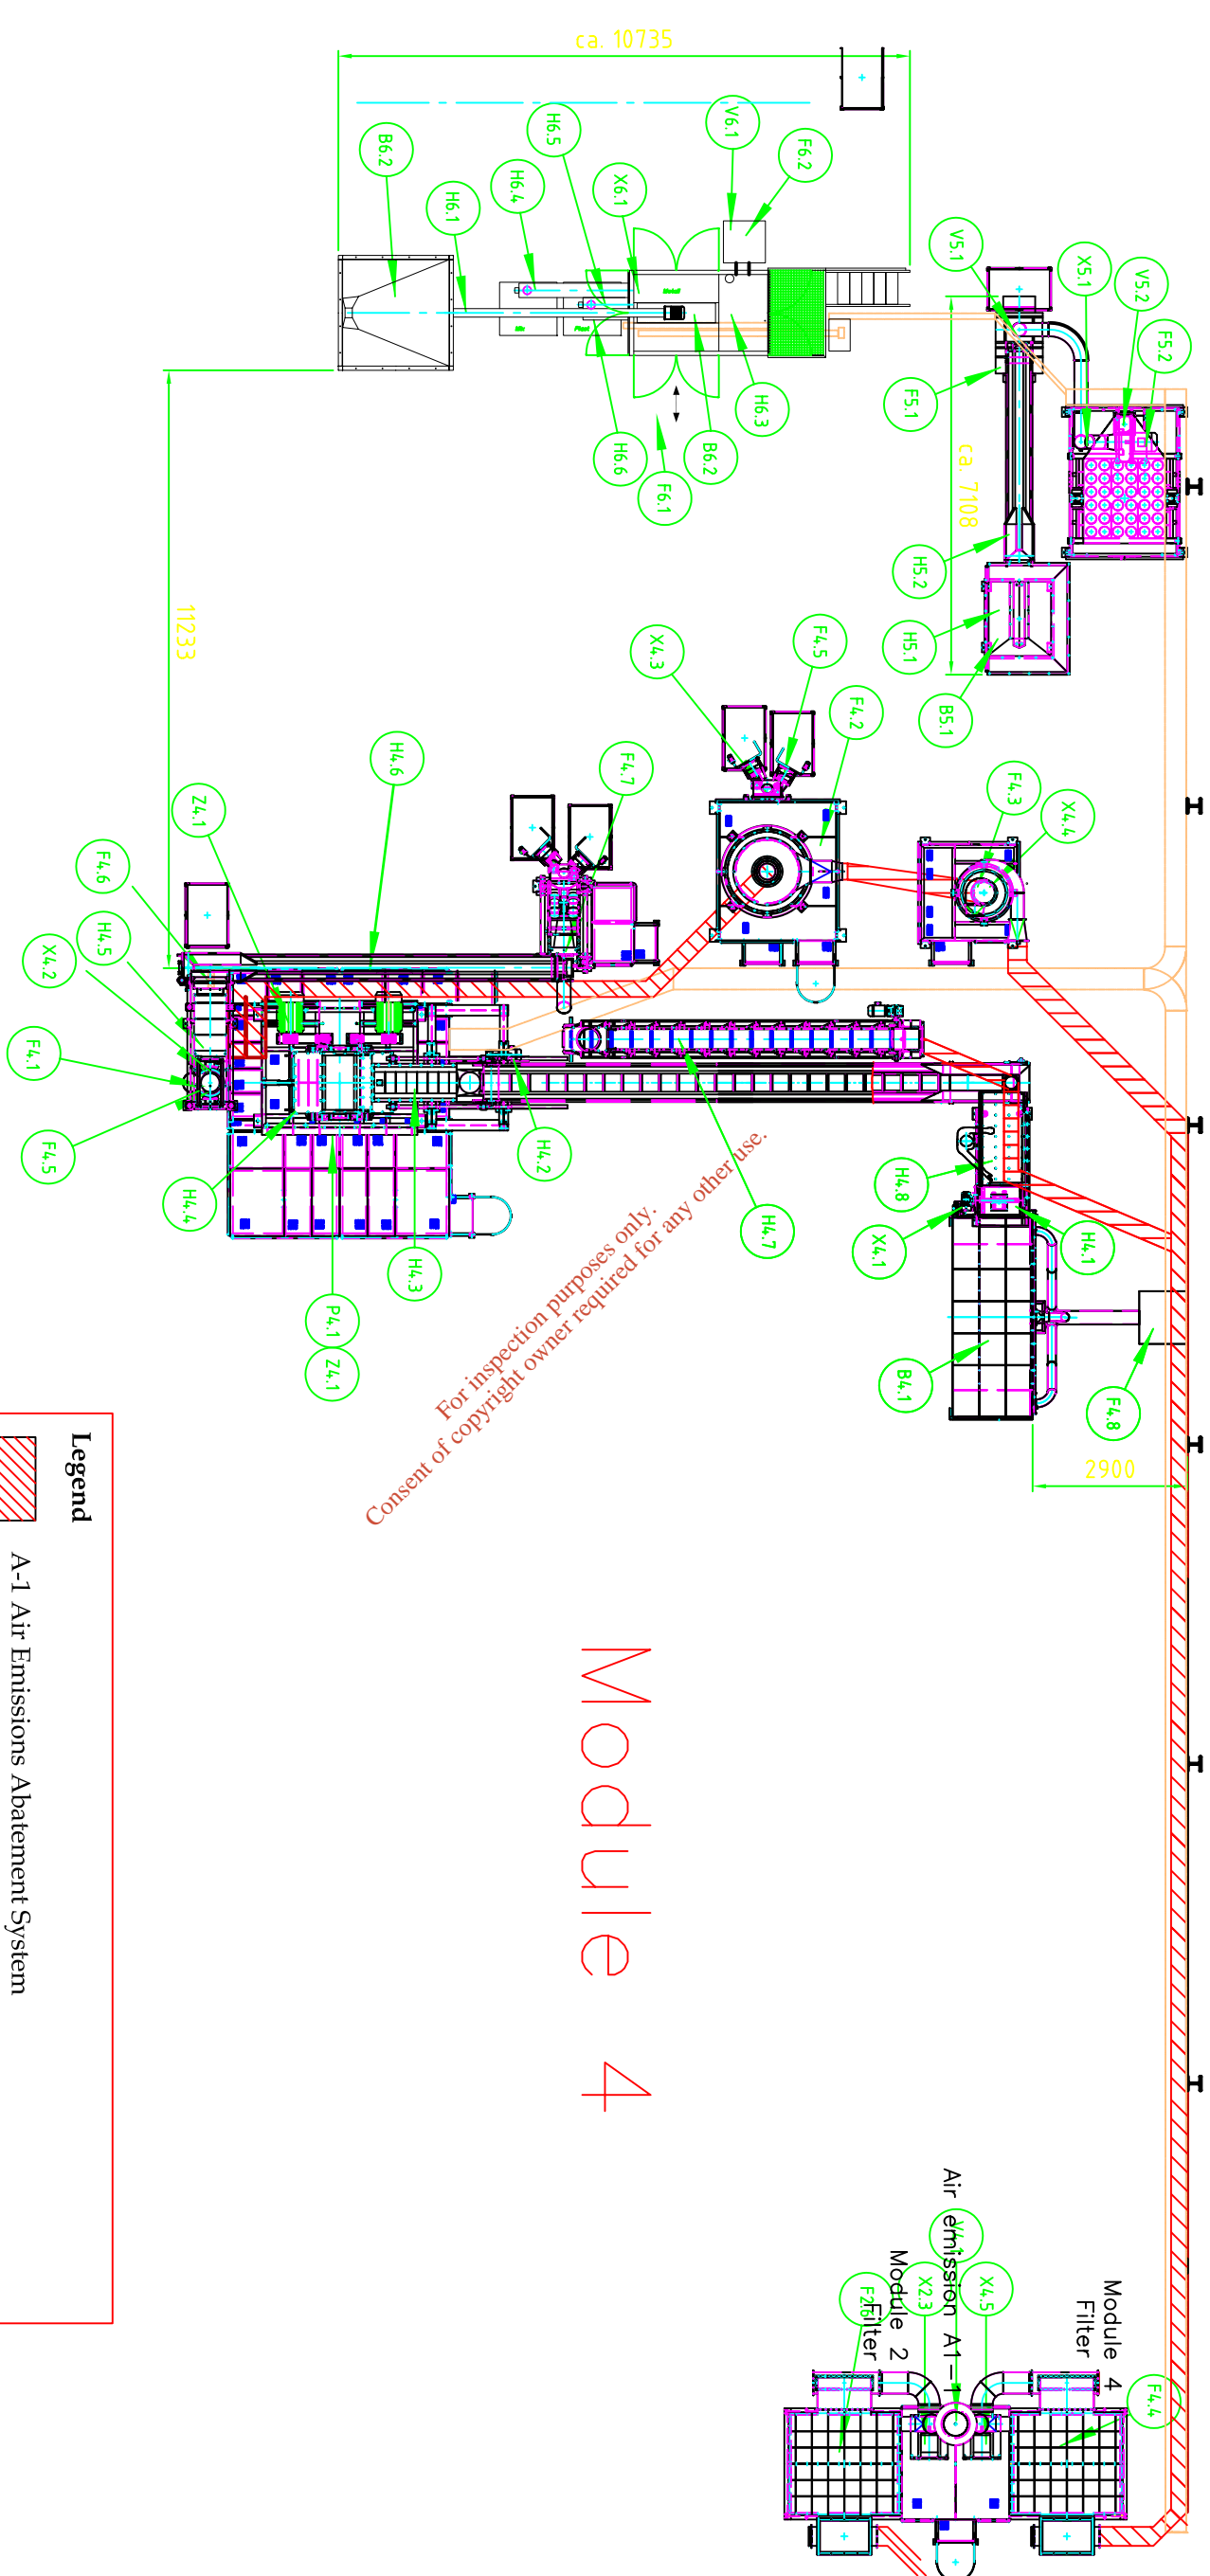 ca. 10735
V6.1
F6.2
H6.5
X6.1
H6.4
B6.2
H6.1
V5.1
X5.1
V5.2
F5.2
F5.1
H6.3
B6.2
H6.6
F6.1
ca. 7108
H5.2
H5.1
B5.1
11233
X4.3
F4.5
F4.2
F4.7
H4.6
Z4.1
F4.3
X4.4
F4.6
H4.5
X4.2
F4.1
F4.5
H4.4
H4.2
H4.3
P4.1
Z4.1
H4.7
H4.8
X4.1
H4.1
B4.1
F4.8
2900
For inspection purposes only.
Consent of copyright owner required for any other use.
Legend
A-1 Air Emissions Abatement System
Module 4
Air emission A1-1
X4.5
X2.3
Module 2
Filter
Module 4
Filter
F4.4